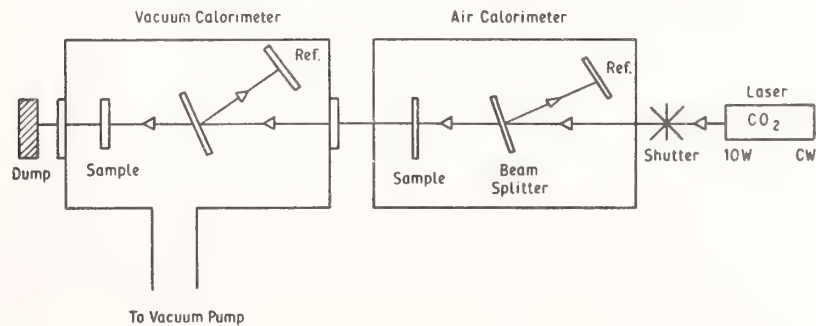 Vacuum Calorimeter
Air Calorimeter
Ref.
Ref.
Laser
CO2
Dump
Sample
Sample
Beam
Splitter
Shutter
10W CW
To Vacuum Pump